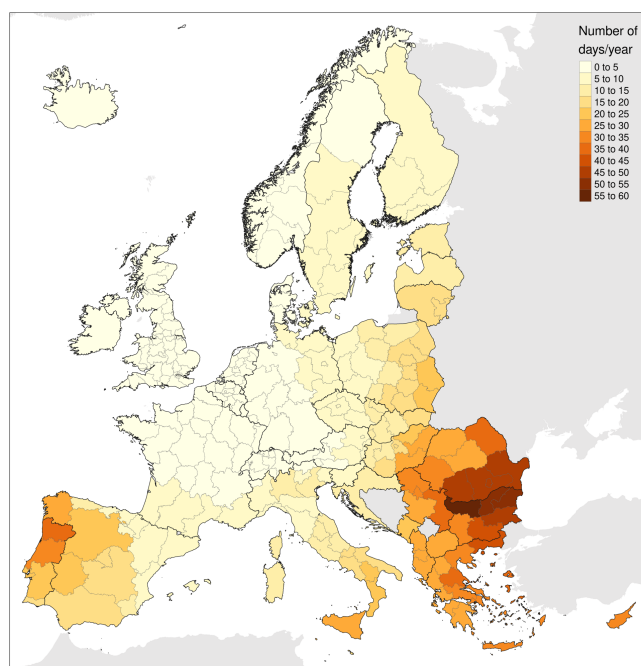 Number of
days/year
0 to 5
5 to 10
10 to 15
15 to 20
20 to 25
25 to 30
30 to 35
35 to 40
40 to 45
45 to 50
50 to 55
55 to 60